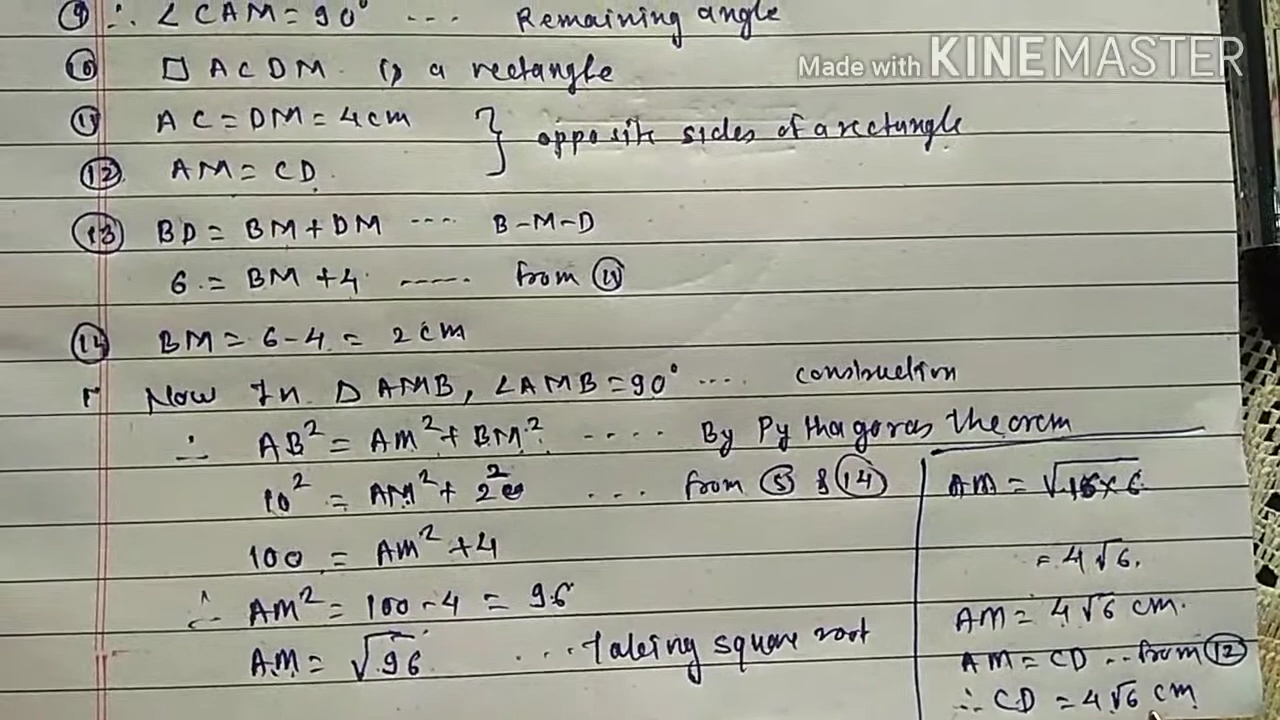 ⑨ ∴ ∠CAM = 90° .... Remaining angle
Made with KINEMASTER
⑩ □ ACDM is a rectangle
⑪ AC = DM = 4cm } opposite sides of a rectangle
⑫ AM = CD.
⑬ BD = BM + DM .... B-M-D
6 = BM + 4 ..... from ⑪
⑭ BM = 6 - 4 = 2 cm
Now In Δ AMB, ∠AMB = 90° .... construction
∴ AB² = AM² + BM² ..... By Pythagoras theorem
10² = AM² + 2² ... from ⑤ & ⑭
100 = AM² + 4
∴ AM² = 100 - 4 = 96
AM = √96 ... taking square root
AM = √16×6
= 4√6.
AM = 4√6 cm.
AM = CD ... from ⑫
∴ CD = 4√6 cm